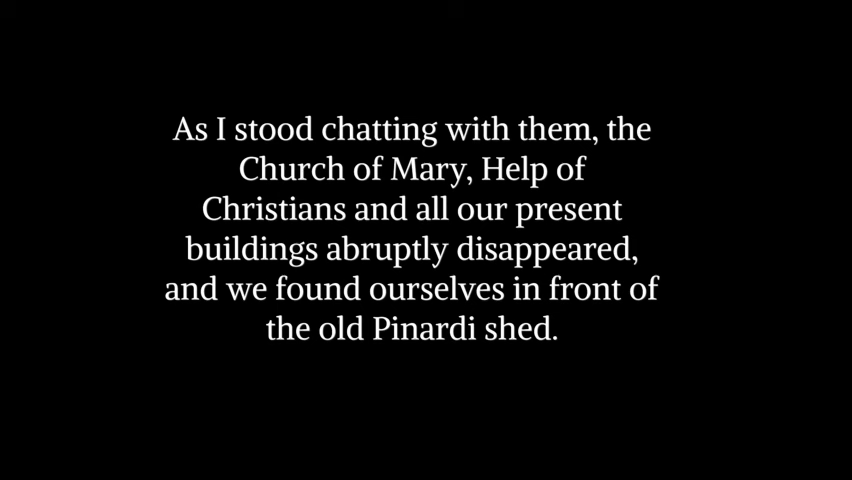 As I stood chatting with them, the
Church of Mary, Help of
Christians and all our present
buildings abruptly disappeared,
and we found ourselves in front of
the old Pinardi shed.